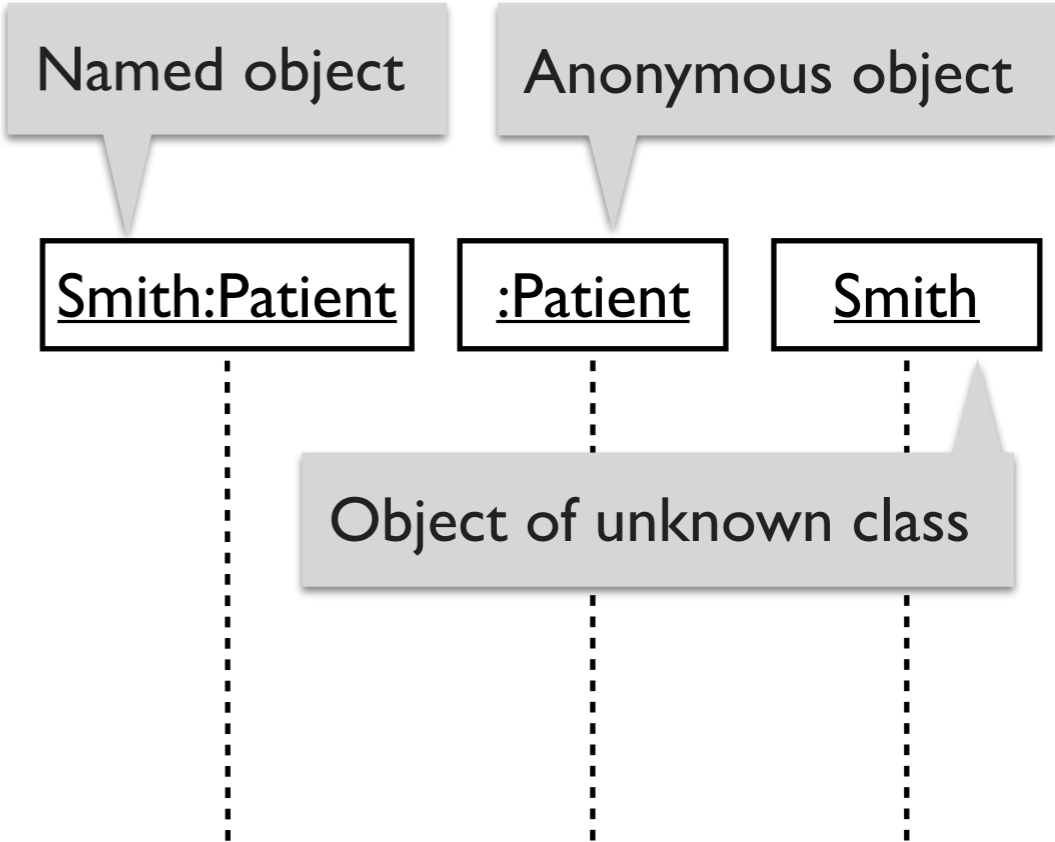 Named object
Anonymous object
Smith:Patient
:Patient
Smith
Object of unknown class